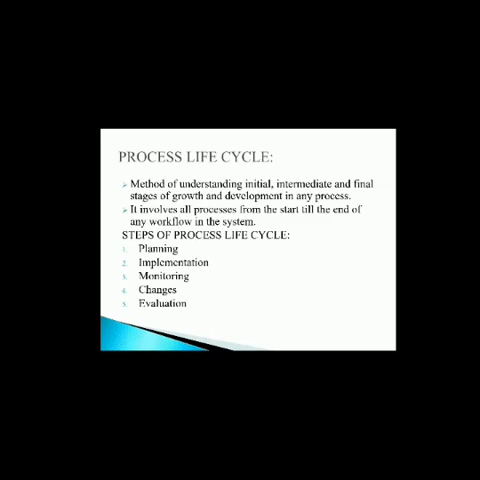 PROCESS LIFE CYCLE:
➢ Method of understanding initial, intermediate and final
stages of growth and development in any process.
➢ It involves all processes from the start till the end of
any workflow in the system.
STEPS OF PROCESS LIFE CYCLE:
1. Planning
2. Implementation
3. Monitoring
4. Changes
5. Evaluation